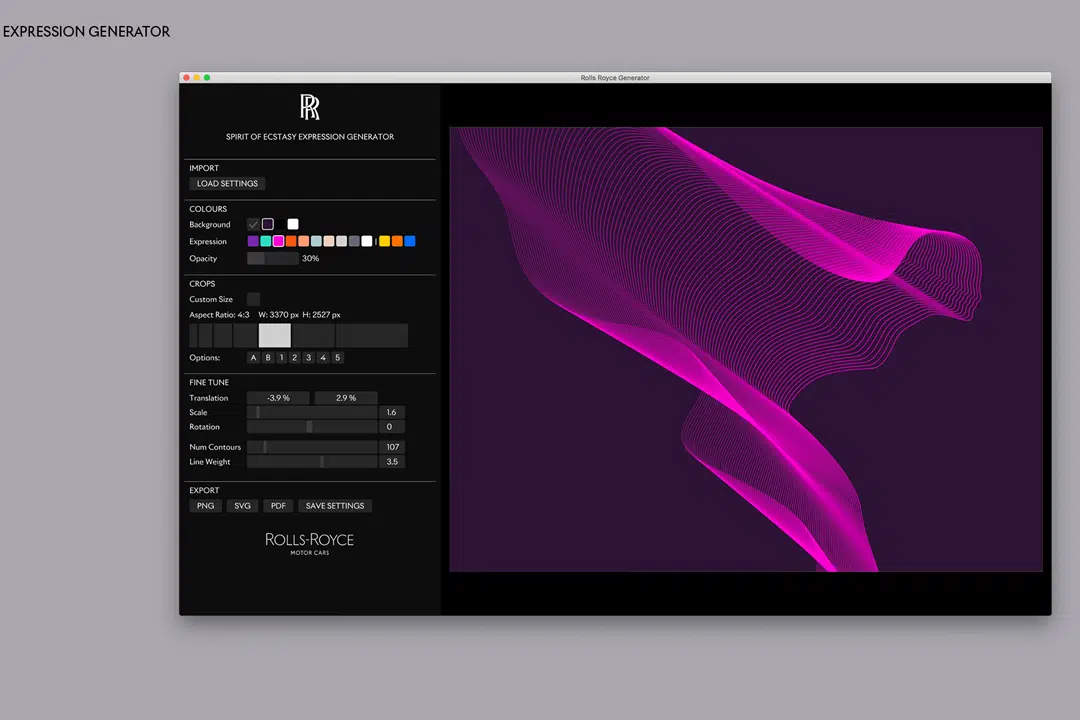 EXPRESSION GENERATOR
Rolls Royce Generator
RR
SPIRIT OF ECSTASY EXPRESSION GENERATOR
IMPORT
LOAD SETTINGS
COLOURS
Background
Expression
Opacity 30%
CROPS
Custom Size
Aspect Ratio: 4:3 W: 3370 px H: 2527 px
Options: A B 1 2 3 4 5
FINE TUNE
Translation -3.9 % 2.9 %
Scale 1.6
Rotation 0
Num Contours 107
Line Weight 3.5
EXPORT
PNG SVG PDF SAVE SETTINGS
ROLLS-ROYCE
MOTOR CARS